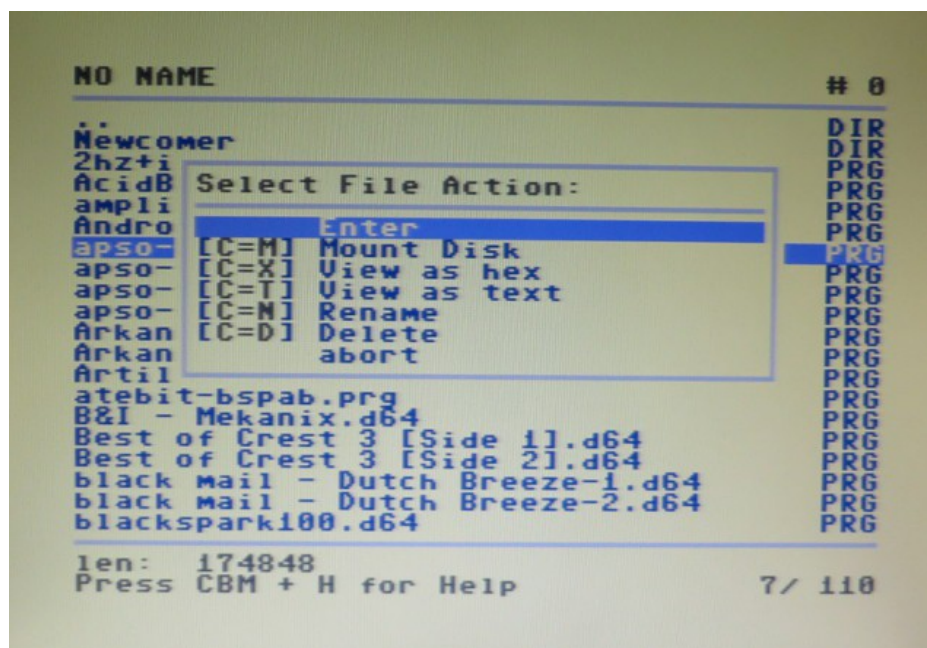 NO NAME # 0
.. DIR
Newcomer DIR
2hz+i PRG
AcidB Select File Action: PRG
ampli PRG
Andro Enter PRG
apso- [C=M] Mount Disk PRG
apso- [C=X] View as hex PRG
apso- [C=T] View as text PRG
apso- [C=N] Rename PRG
Arkan [C=D] Delete PRG
Arkan abort PRG
Artil PRG
atebit-bspab.prg PRG
B&I - Mekanix.d64 PRG
Best of Crest 3 [Side 1].d64 PRG
Best of Crest 3 [Side 2].d64 PRG
black mail - Dutch Breeze-1.d64 PRG
black mail - Dutch Breeze-2.d64 PRG
blackspark100.d64 PRG
len: 174848
Press CBM + H for Help 7/ 110